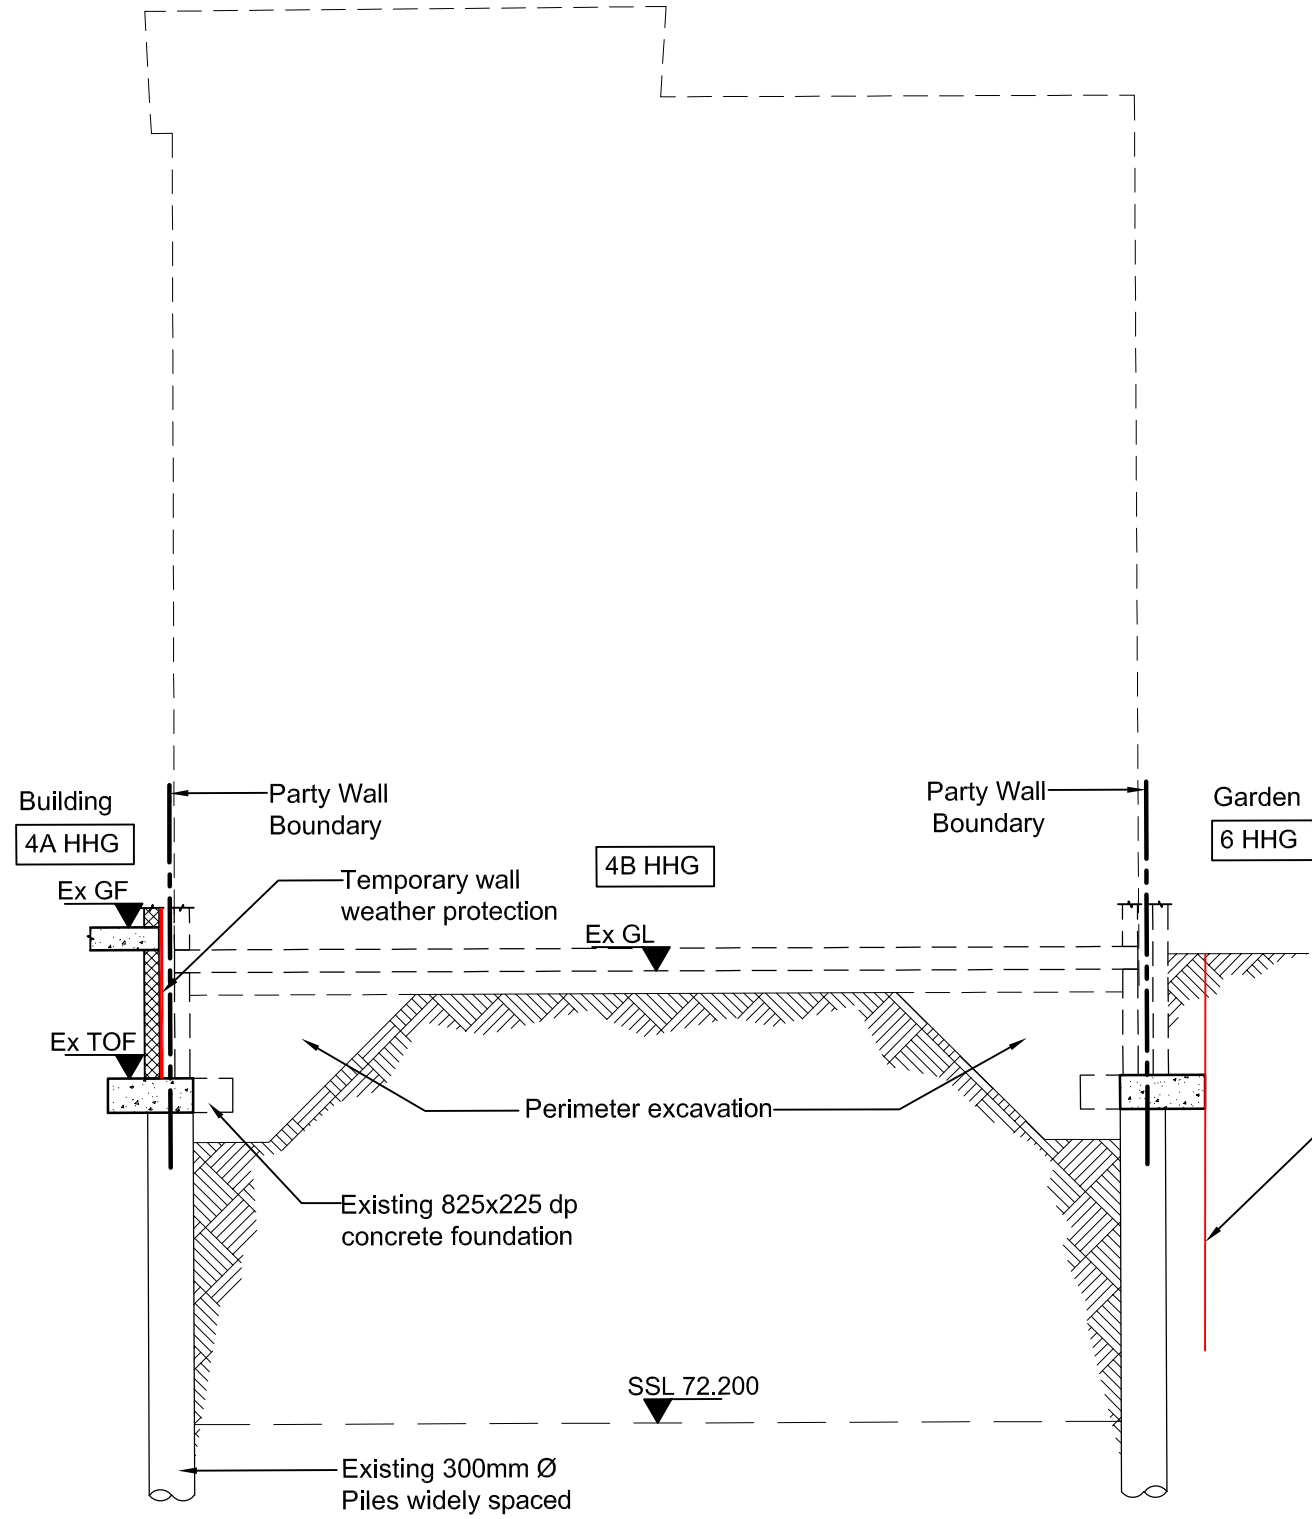 Building
4A HHG
Party Wall
Boundary
Party Wall
Boundary
Garden
6 HHG
4B HHG
Ex GF
Temporary wall
weather protection
Ex GL
Ex TOF
Perimeter excavation
Existing 825x225 dp
concrete foundation
SSL 72.200
Existing 300mm Ø
Piles widely spaced